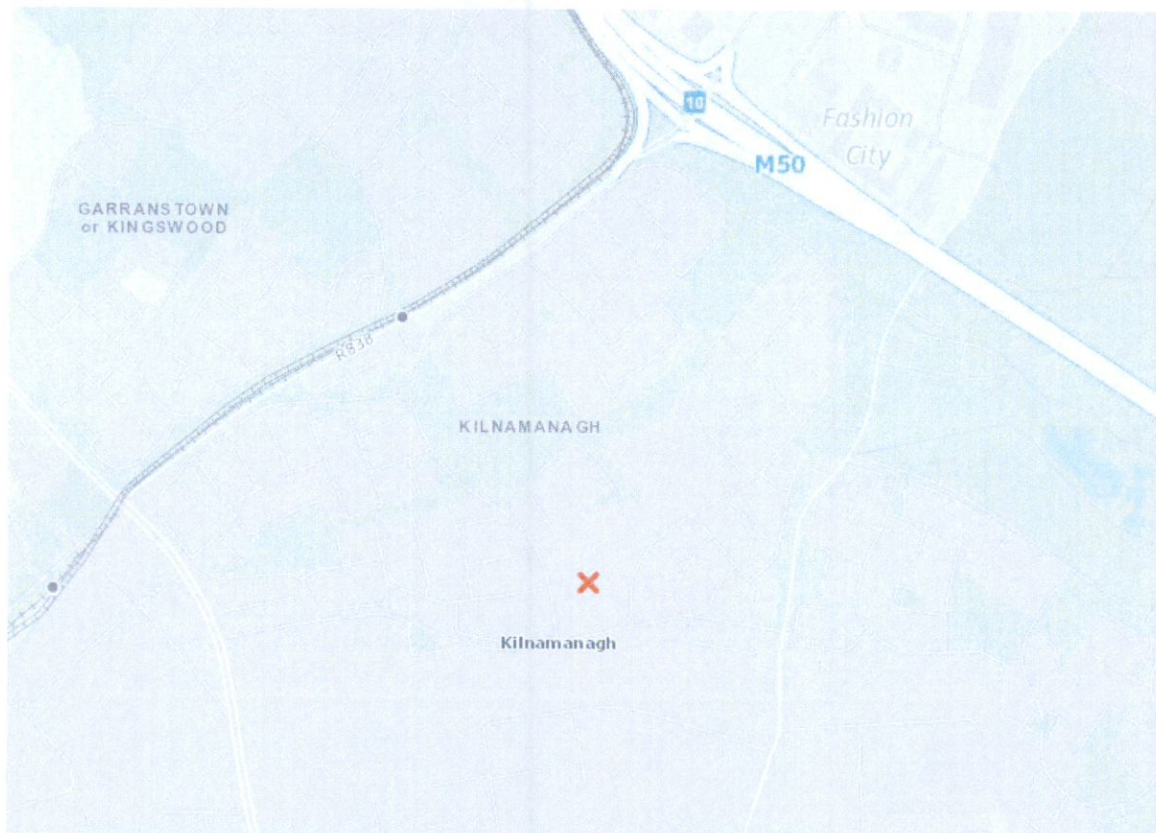 10
Fashion
City
M50
GARRANSTOWN
or KINGSWOOD
R838
KILNAMANAGH
Kilnamanagh